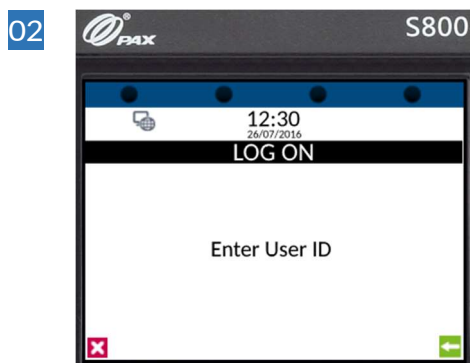 02
PAX S800
12:30
26/07/2016
LOG ON
Enter User ID